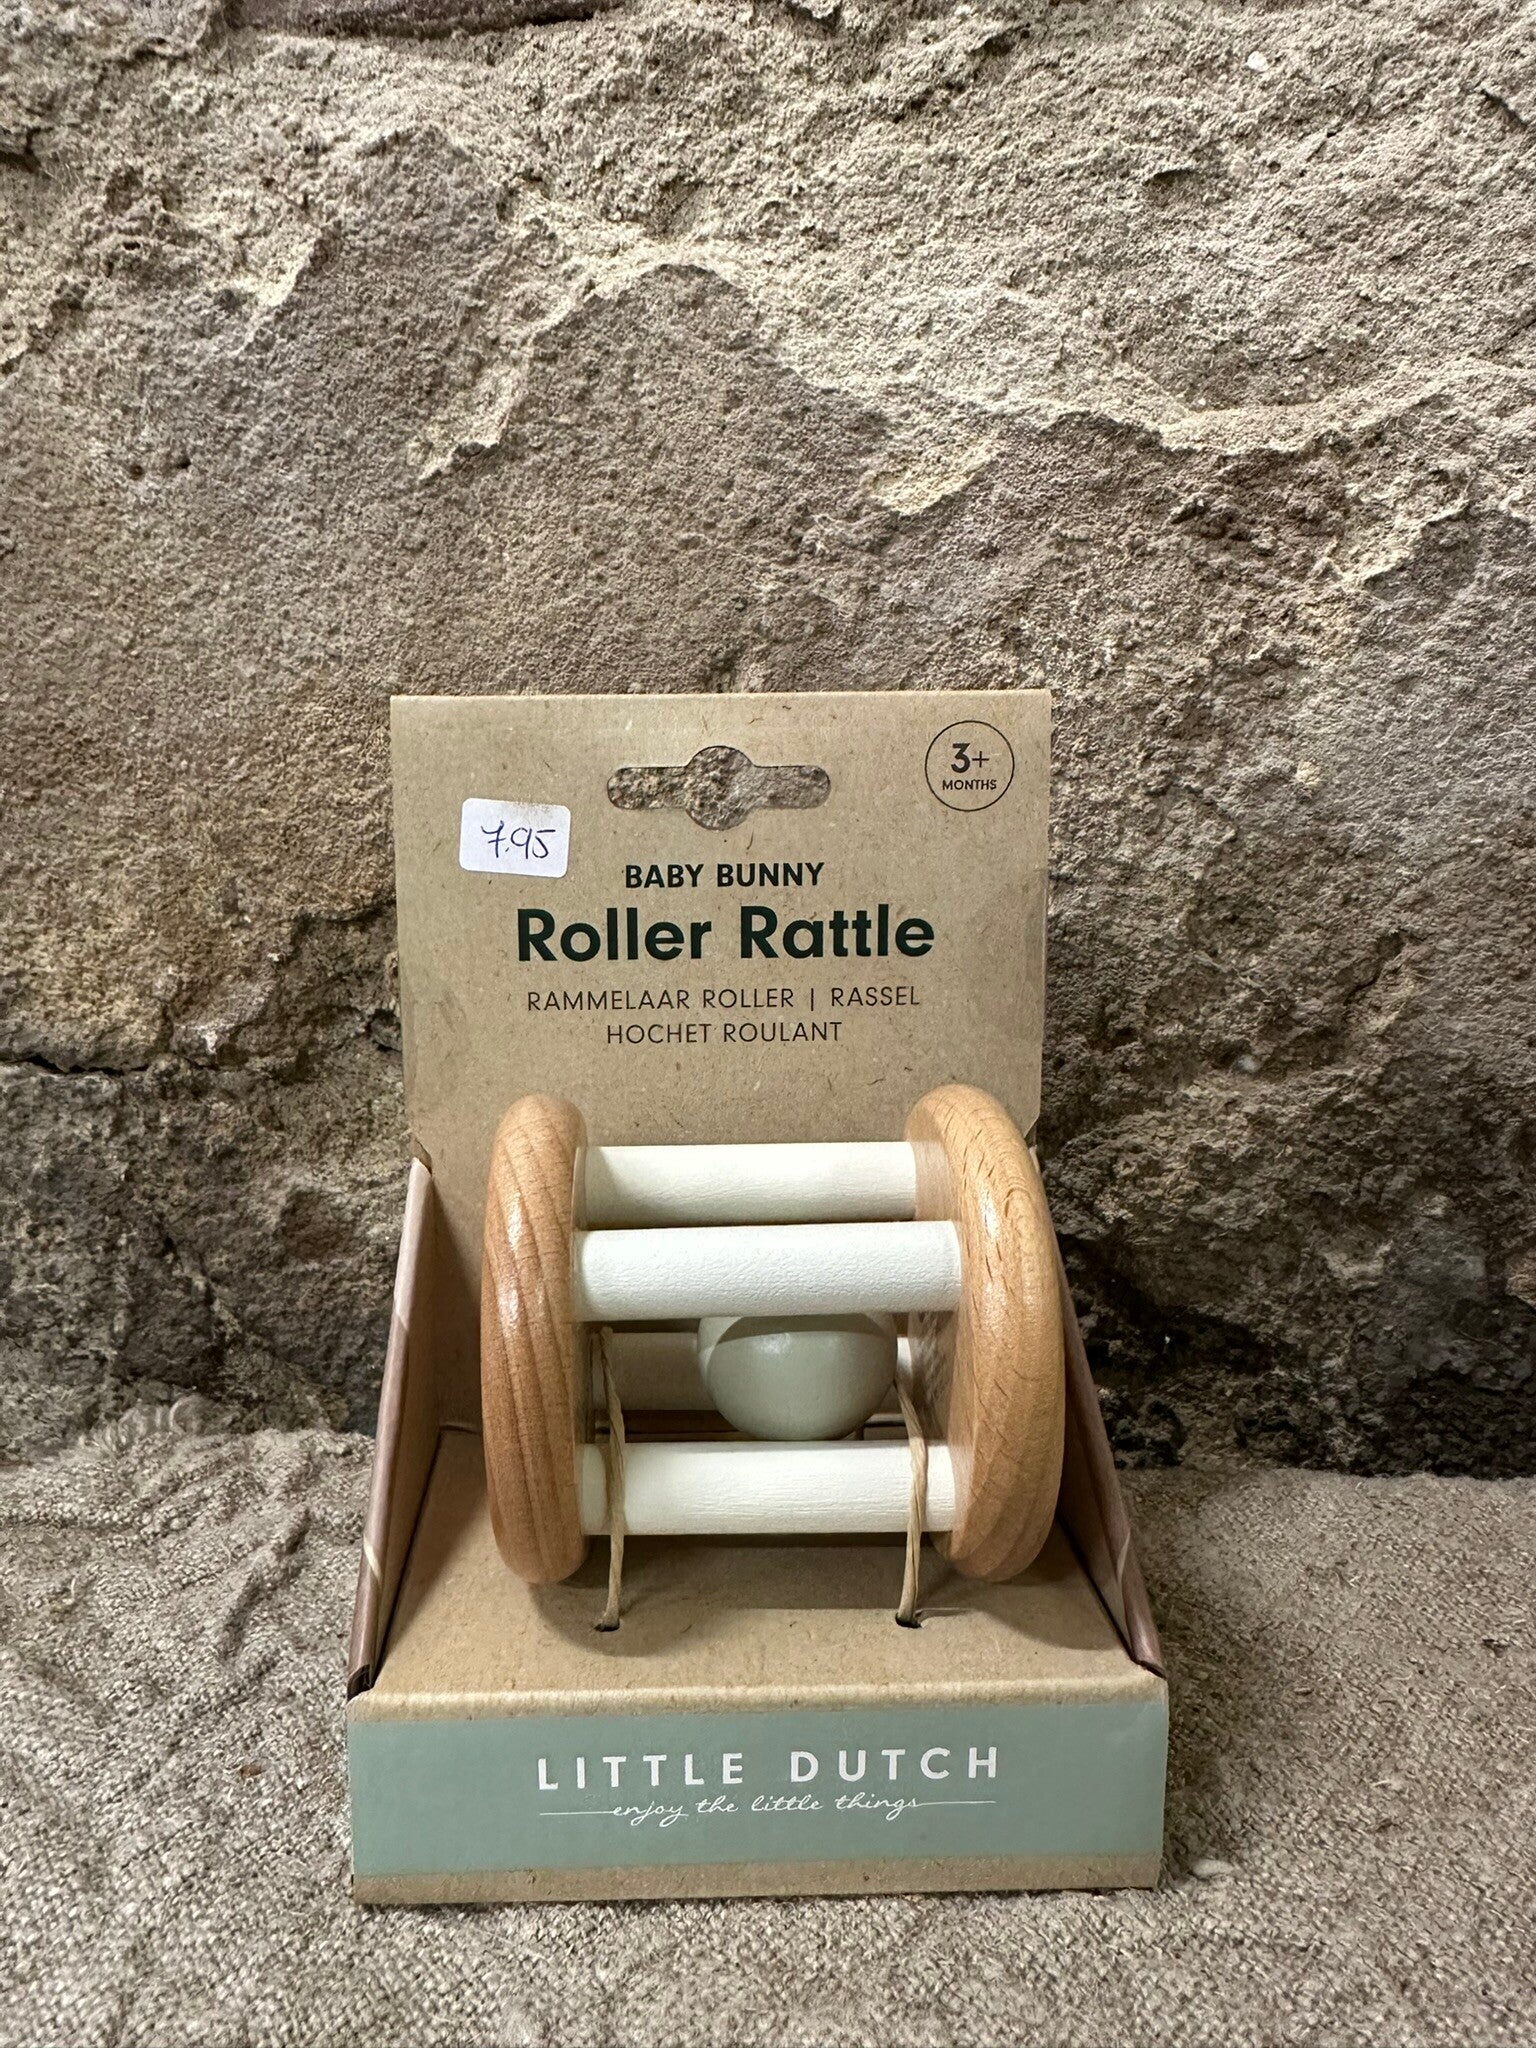 3+
MONTHS
7.95
BABY BUNNY
Roller Rattle
RAMMELAAR ROLLER | RASSEL
HOCHET ROULANT
LITTLE DUTCH
enjoy the little things